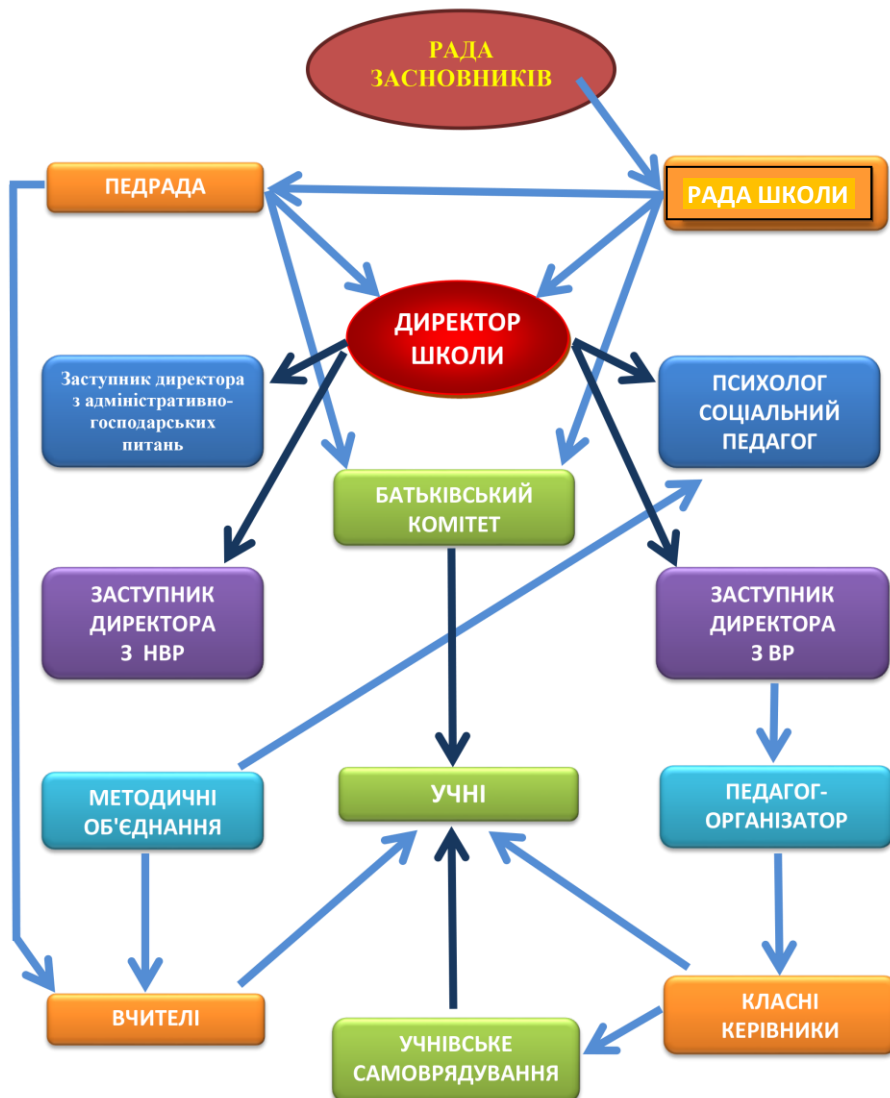 РАДА
ЗАСНОВНИКІВ
ПЕДРАДА
РАДА ШКОЛИ
ДИРЕКТОР
ШКОЛИ
Заступник директора
з адміністративно-
господарських
питань
ПСИХОЛОГ
СОЦІАЛЬНИЙ
ПЕДАГОГ
БАТЬКІВСЬКИЙ
КОМІТЕТ
ЗАСТУПНИК
ДИРЕКТОРА
З НВР
ЗАСТУПНИК
ДИРЕКТОРА
З ВР
МЕТОДИЧНІ
ОБ'ЄДНАННЯ
УЧНІ
ПЕДАГОГ-
ОРГАНІЗАТОР
ВЧИТЕЛІ
УЧНІВСЬКЕ
САМОВРЯДУВАННЯ
КЛАСНІ
КЕРІВНИКИ